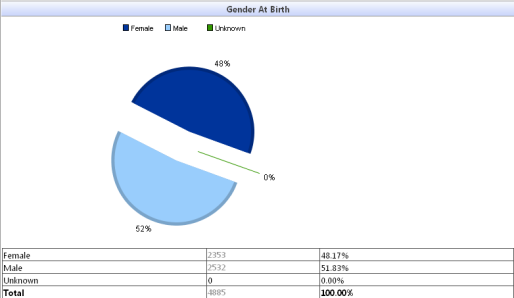 Gender At Birth
Female Male Unknown
48%
0%
52%
Female 2353 48.17%
Male 2532 51.83%
Unknown 0 0.00%
Total 4885 100.00%